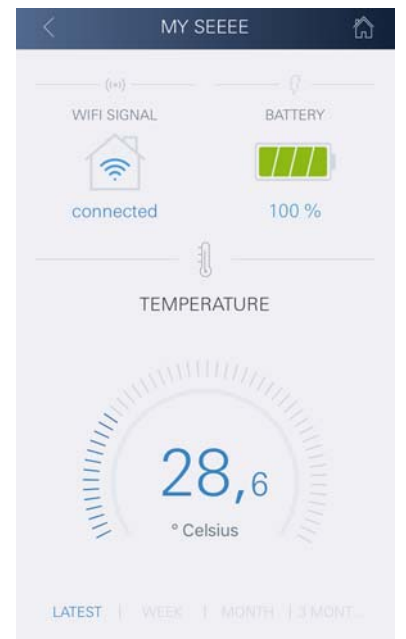 MY SEEEE
WIFI SIGNAL BATTERY
connected 100 %
TEMPERATURE
28,6
° Celsius
LATEST | WEEK | MONTH | 3 MONT...